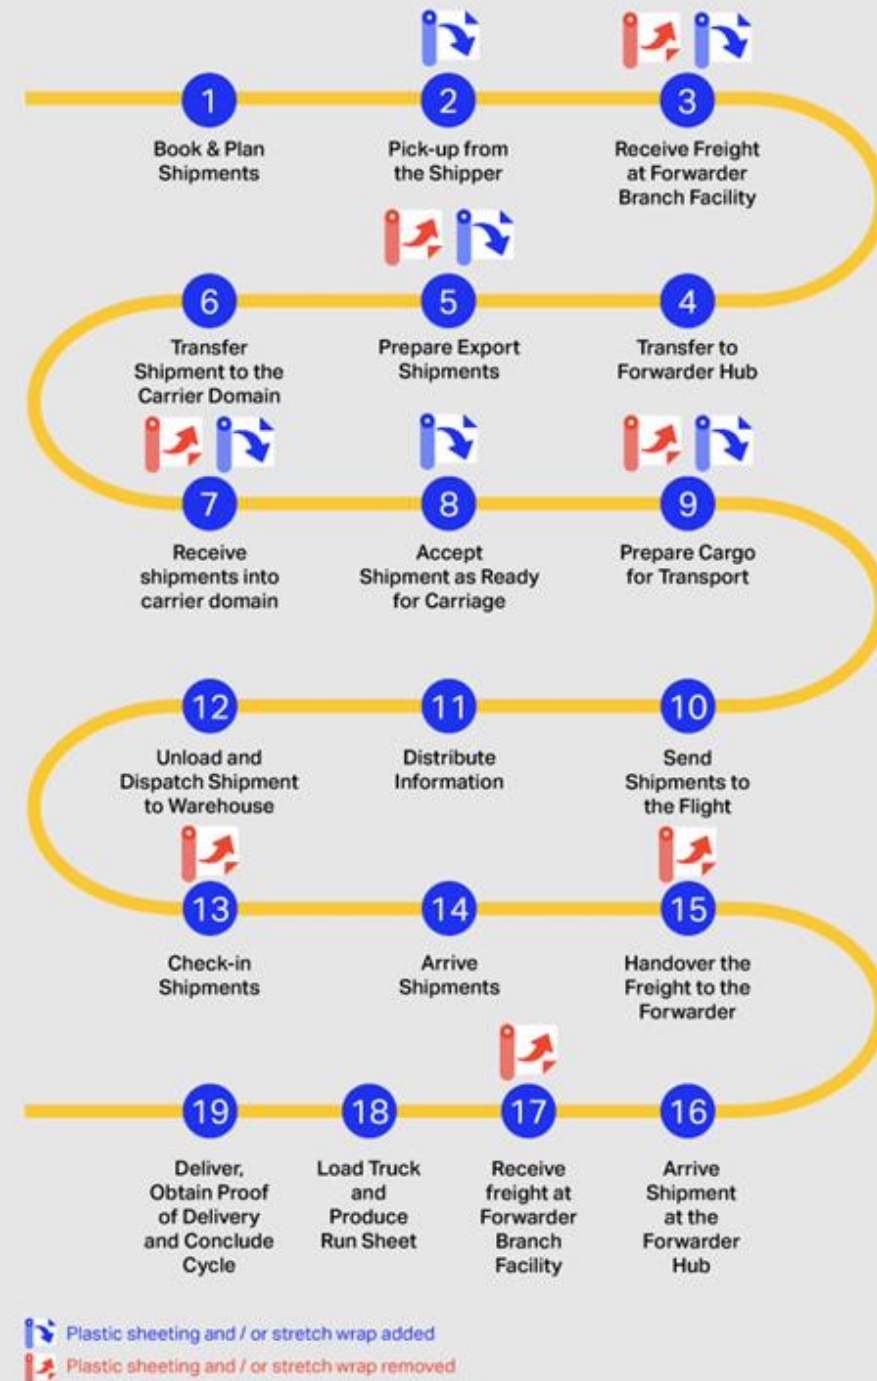 1
Book & Plan
Shipments
2
Pick-up from
the Shipper
3
Receive Freight
at Forwarder
Branch Facility
4
Transfer to
Forwarder Hub
5
Prepare Export
Shipments
6
Transfer
Shipment to the
Carrier Domain
7
Receive
shipments into
carrier domain
8
Accept
Shipment as Ready
for Carriage
9
Prepare Cargo
for Transport
10
Send
Shipments to
the Flight
11
Distribute
Information
12
Unload and
Dispatch Shipment
to Warehouse
13
Check-in
Shipments
14
Arrive
Shipments
15
Handover the
Freight to the
Forwarder
16
Arrive
Shipment
at the
Forwarder
Hub
17
Receive
freight at
Forwarder
Branch
Facility
18
Load Truck
and
Produce
Run Sheet
19
Deliver,
Obtain Proof
of Delivery
and Conclude
Cycle
Plastic sheeting and / or stretch wrap added
Plastic sheeting and / or stretch wrap removed